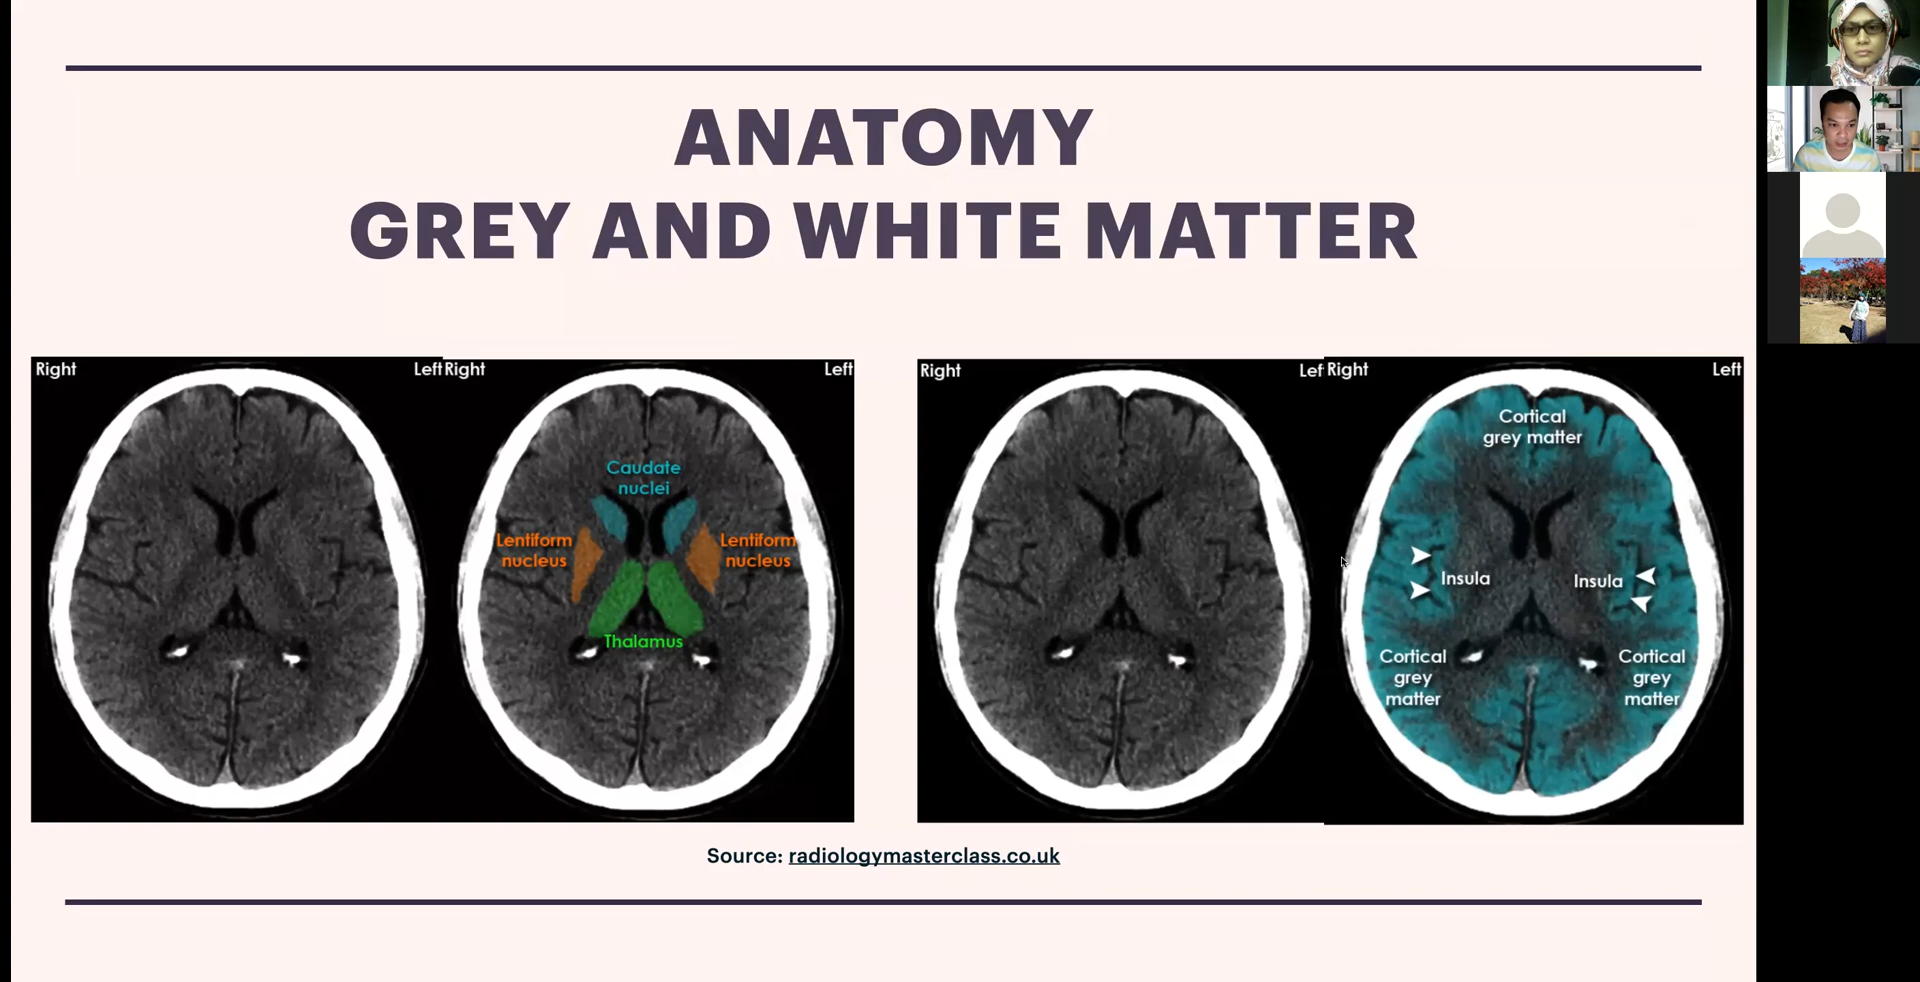 ANATOMY
GREY AND WHITE MATTER
Right
Left
Right
Left
Caudate
nuclei
Lentiform
nucleus
Lentiform
nucleus
Thalamus
Right
Lef
Right
Left
Cortical
grey matter
Insula
Insula
Cortical
grey
matter
Cortical
grey
matter
Source: radiologymasterclass.co.uk